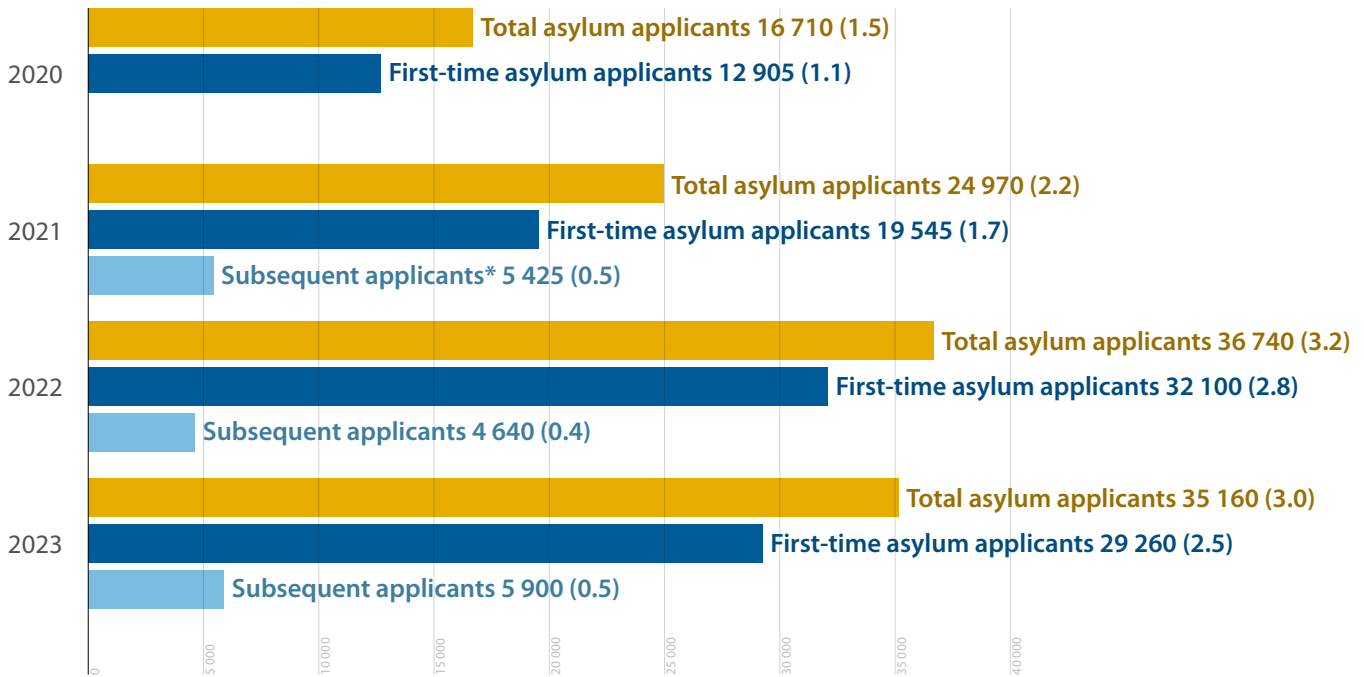 Total asylum applicants 16 710 (1.5)
2020
First-time asylum applicants 12 905 (1.1)
Total asylum applicants 24 970 (2.2)
2021
First-time asylum applicants 19 545 (1.7)
Subsequent applicants* 5 425 (0.5)
Total asylum applicants 36 740 (3.2)
2022
First-time asylum applicants 32 100 (2.8)
Subsequent applicants 4 640 (0.4)
Total asylum applicants 35 160 (3.0)
2023
First-time asylum applicants 29 260 (2.5)
Subsequent applicants 5 900 (0.5)
0
5 000
10 000
15 000
20 000
25 000
30 000
35 000
40 000